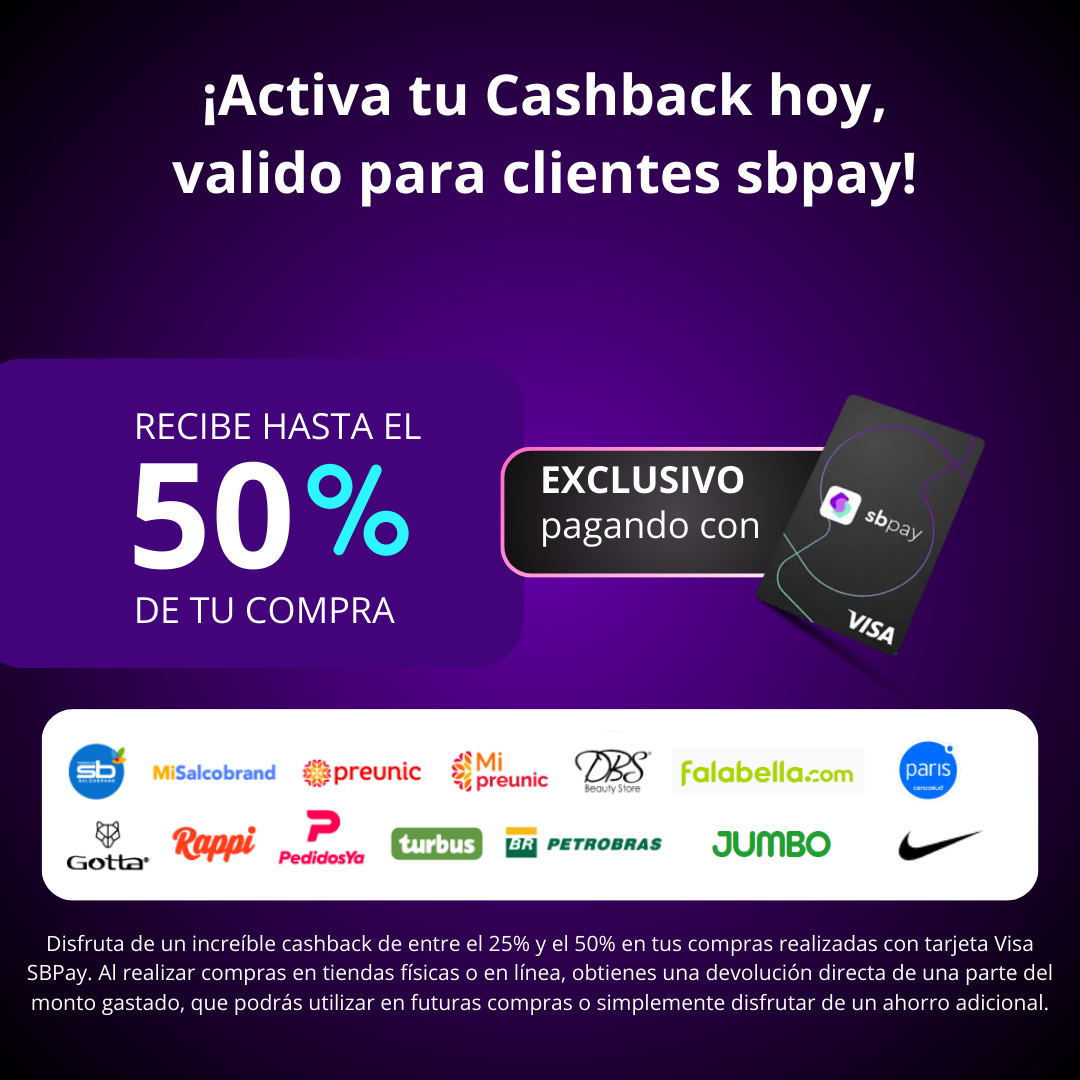 ¡Activa tu Cashback hoy,
valido para clientes sbpay!
RECIBE HASTA EL
50%
DE TU COMPRA
EXCLUSIVO
pagando con
sbpay
VISA
sb
SALCOBRAND
MiSalcobrand
preunic
Mi
preunic
DBS
Beauty Store
falabella.com
paris
cencosud
Gotta®
Rappi
PedidosYa
turbus
BR PETROBRAS
JUMBO
Disfruta de un increíble cashback de entre el 25% y el 50% en tus compras realizadas con tarjeta Visa
SBPay. Al realizar compras en tiendas físicas o en línea, obtienes una devolución directa de una parte del
monto gastado, que podrás utilizar en futuras compras o simplemente disfrutar de un ahorro adicional.